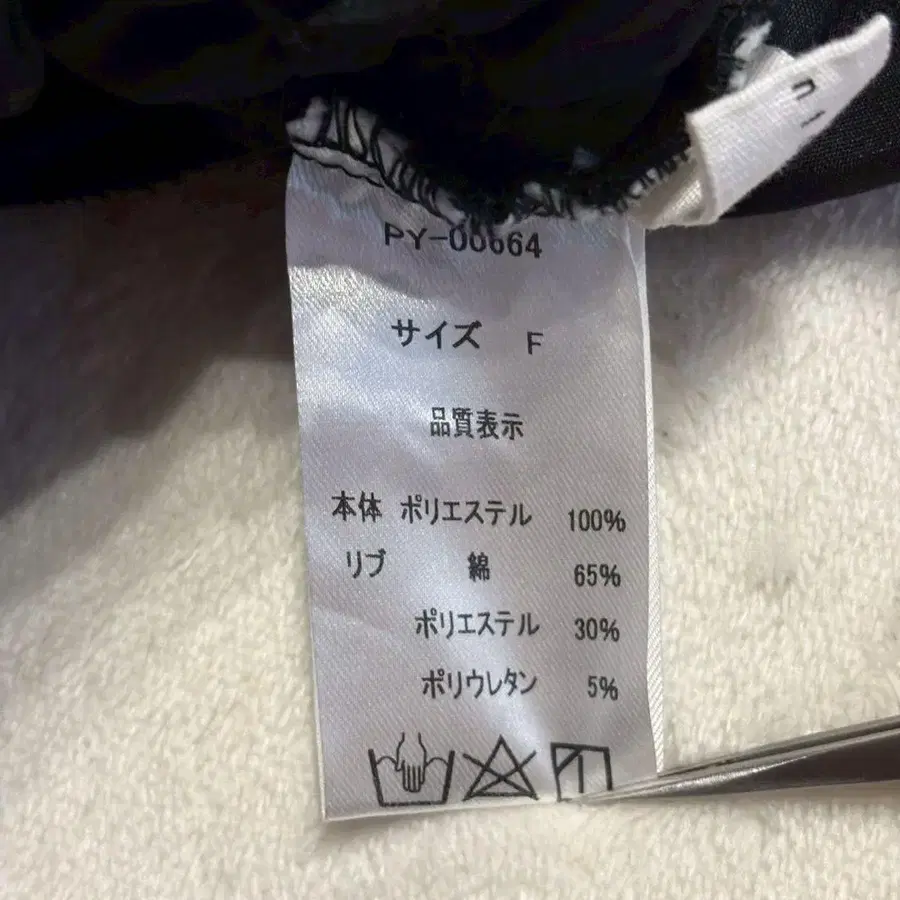 PY-00664
サイズ F
品質表示
本体 ポリエステル 100%
リブ 綿 65%
ポリエステル 30%
ポリウレタン 5%